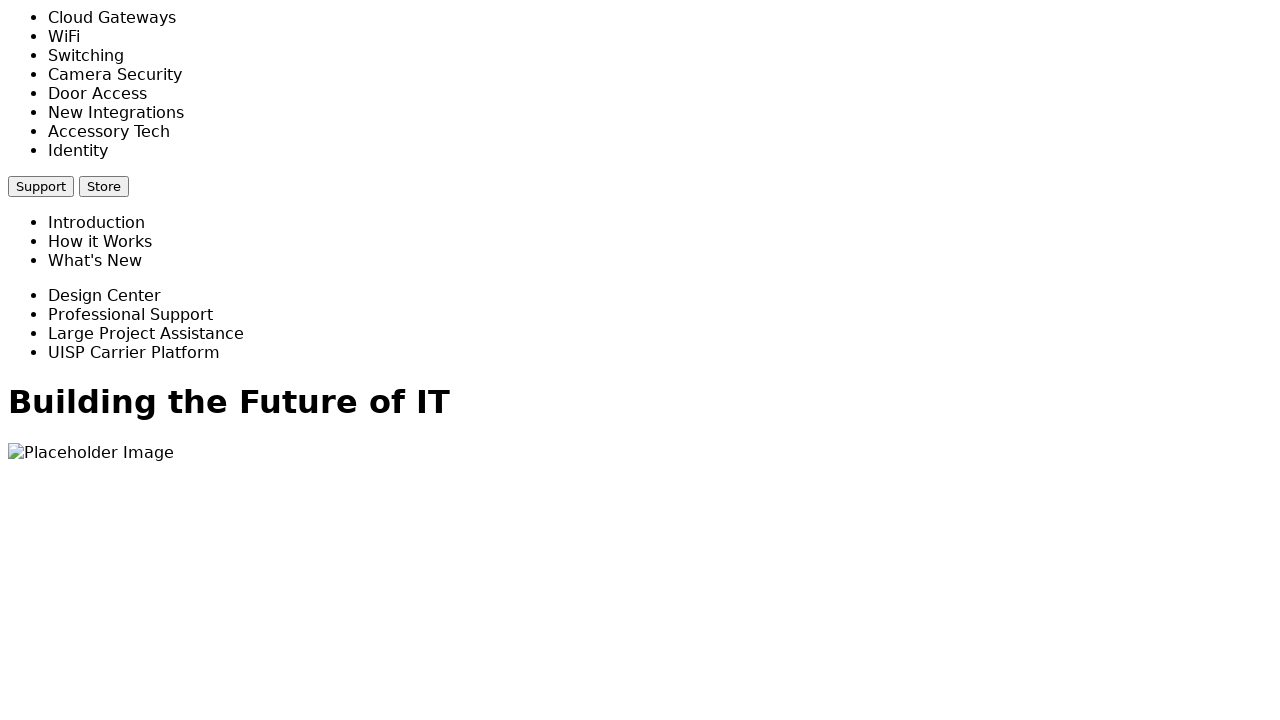 Cloud Gateways
WiFi
Switching
Camera Security
Door Access
New Integrations
Accessory Tech
Identity
Support Store
Introduction
How it Works
What's New
Design Center
Professional Support
Large Project Assistance
UISP Carrier Platform
Building the Future of IT
Placeholder Image